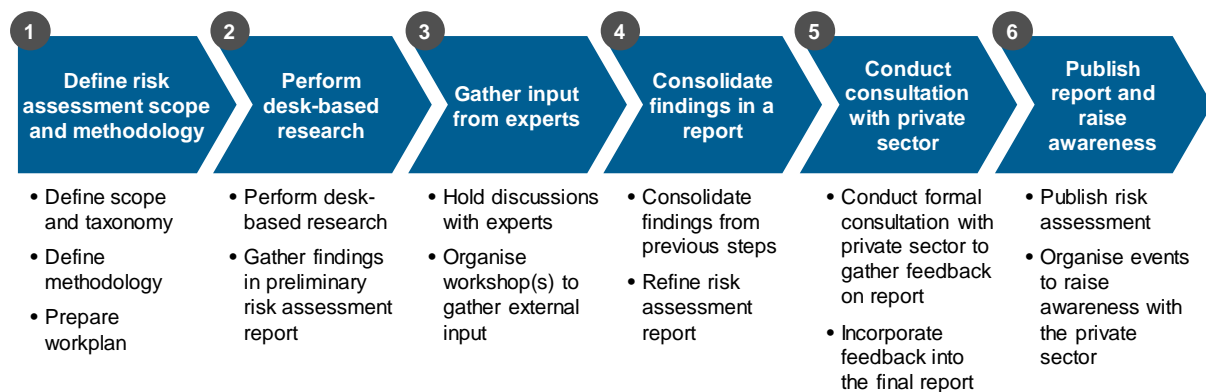 1
Define risk
assessment scope
and methodology
• Define scope
and taxonomy
• Define
methodology
• Prepare
workplan
2
Perform
desk-based
research
• Perform desk-
based research
• Gather findings
in preliminary
risk assessment
report
3
Gather input
from experts
• Hold discussions
with experts
• Organise
workshop(s) to
gather external
input
4
Consolidate
findings in a
report
• Consolidate
findings from
previous steps
• Refine risk
assessment
report
5
Conduct
consultation
with private
sector
• Conduct formal
consultation with
private sector to
gather feedback
on report
• Incorporate
feedback into
the final report
6
Publish
report and
raise
awareness
• Publish risk
assessment
• Organise events
to raise
awareness with
the private
sector